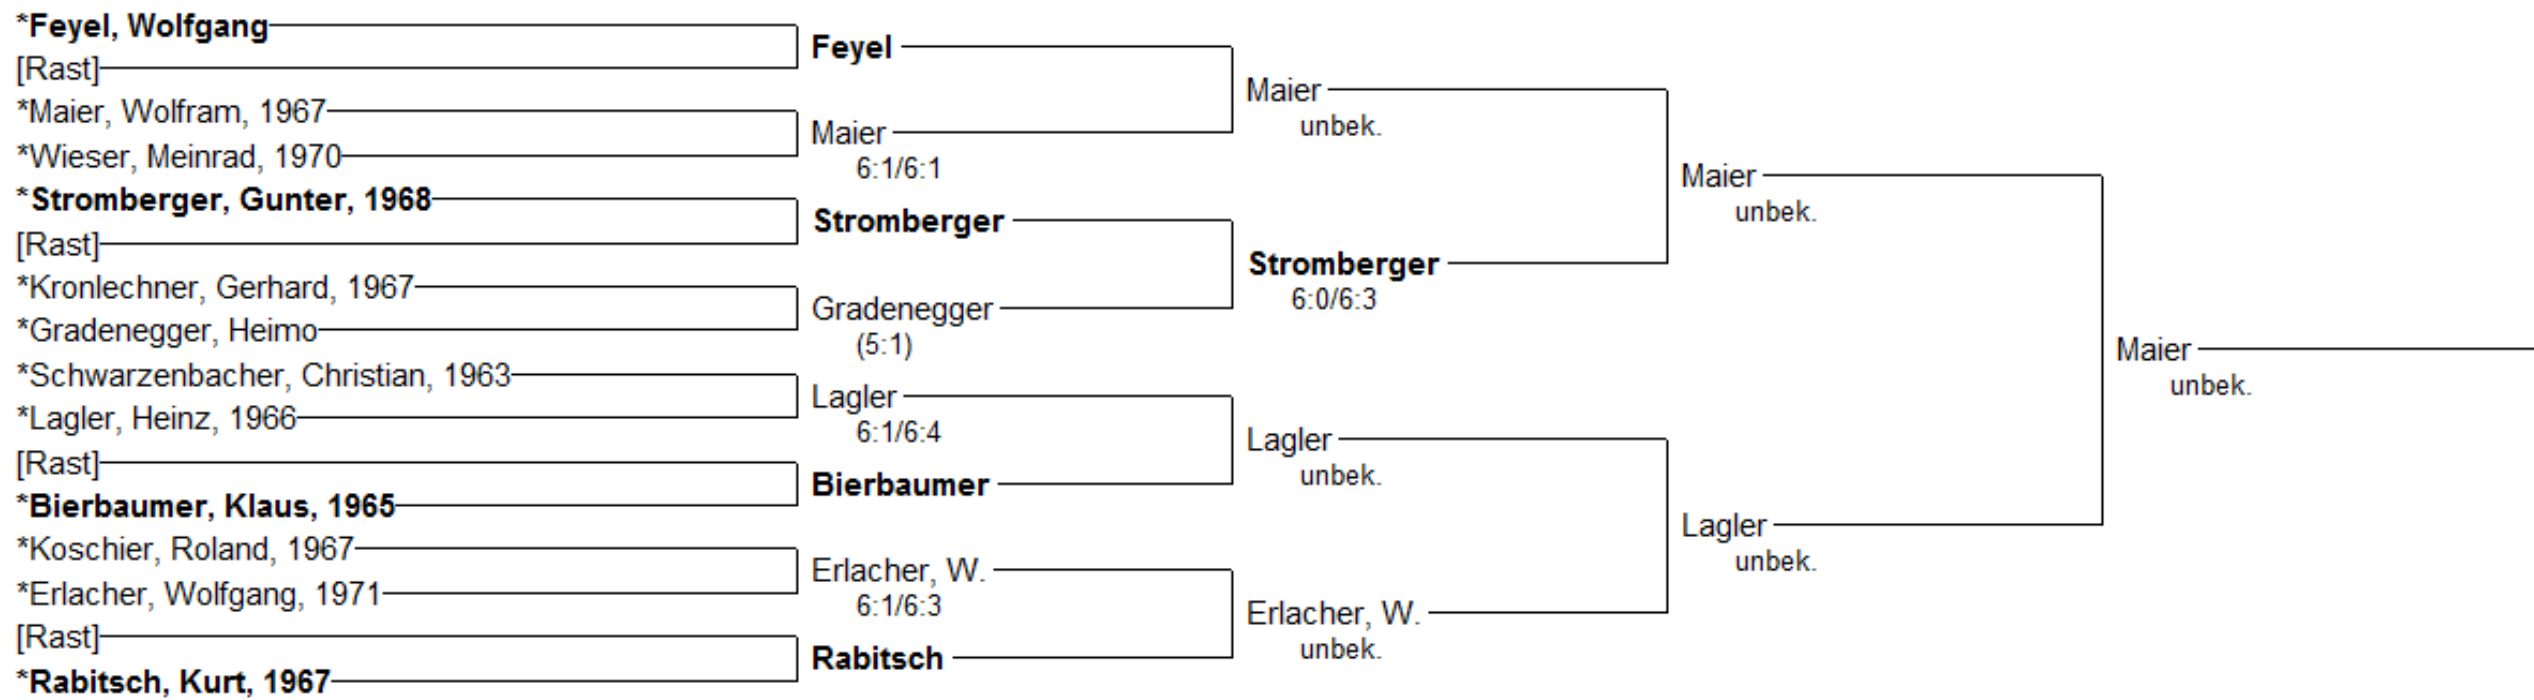 *Feyel, Wolfgang
[Rast]
*Maier, Wolfram, 1967
*Wieser, Meinrad, 1970
*Stromberger, Gunter, 1968
[Rast]
*Kronlechner, Gerhard, 1967
*Gradenegger, Heimo
*Schwarzenbacher, Christian, 1963
*Lagler, Heinz, 1966
[Rast]
*Bierbaumer, Klaus, 1965
*Koschier, Roland, 1967
*Erlacher, Wolfgang, 1971
[Rast]
*Rabitsch, Kurt, 1967
Feyel
Maier
6:1/6:1
Stromberger
Gradenegger
(5:1)
Lagler
6:1/6:4
Bierbaumer
Erlacher, W.
6:1/6:3
Rabitsch
Maier
unbek.
Stromberger
6:0/6:3
Lagler
unbek.
Erlacher, W.
unbek.
Maier
unbek.
Lagler
unbek.
Maier
unbek.